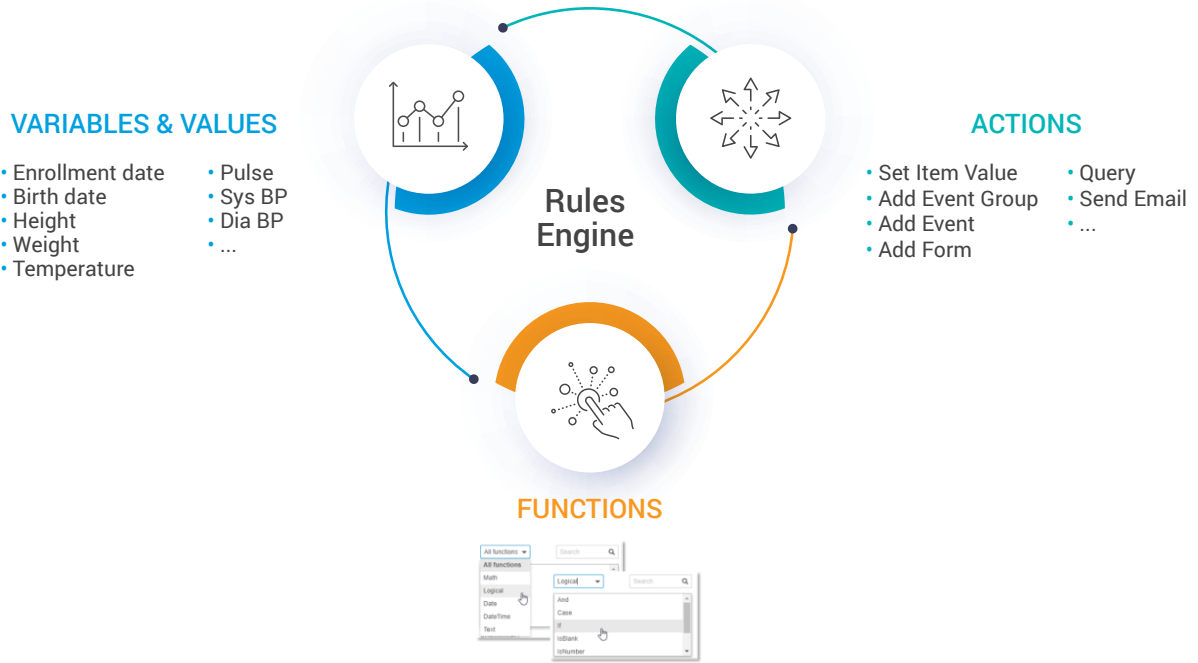 VARIABLES & VALUES
• Enrollment date
• Birth date
• Height
• Weight
• Temperature
• Pulse
• Sys BP
• Dia BP
• ...
Rules
Engine
ACTIONS
• Set Item Value
• Add Event Group
• Add Event
• Add Form
• Query
• Send Email
• ...
FUNCTIONS
All functions
Search
All functions
Math
Logical
Date
DateTime
Text
Logical
Search
And
Case
If
IsBlank
IsNumber